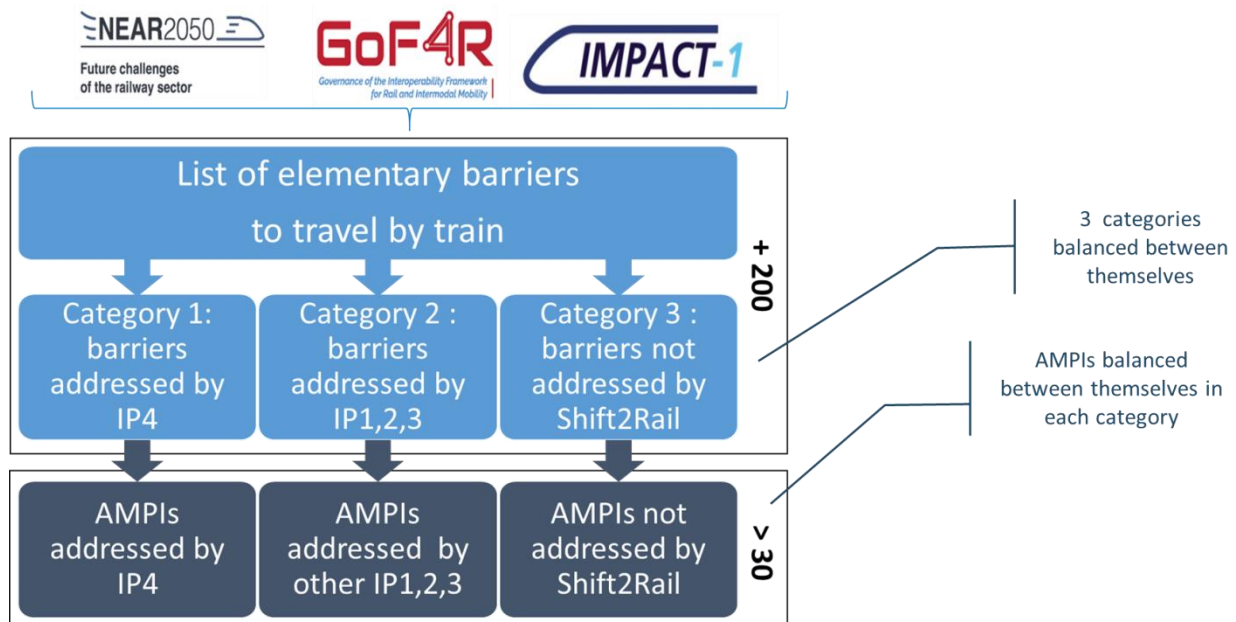 NEAR2050
Future challenges
of the railway sector
GoF4R
Governance of the Interoperability Framework
for Rail and Intermodal Mobility
IMPACT-1
List of elementary barriers
to travel by train
+ 200
Category 1:
barriers
addressed by
IP4
Category 2 :
barriers
addressed by
IP1,2,3
Category 3 :
barriers not
addressed by
Shift2Rail
3 categories
balanced between
themselves
AMPIs balanced
between themselves in
each category
AMPIs
addressed by
IP4
AMPIs
addressed by
other IP1,2,3
AMPIs not
addressed by
Shift2Rail
> 30